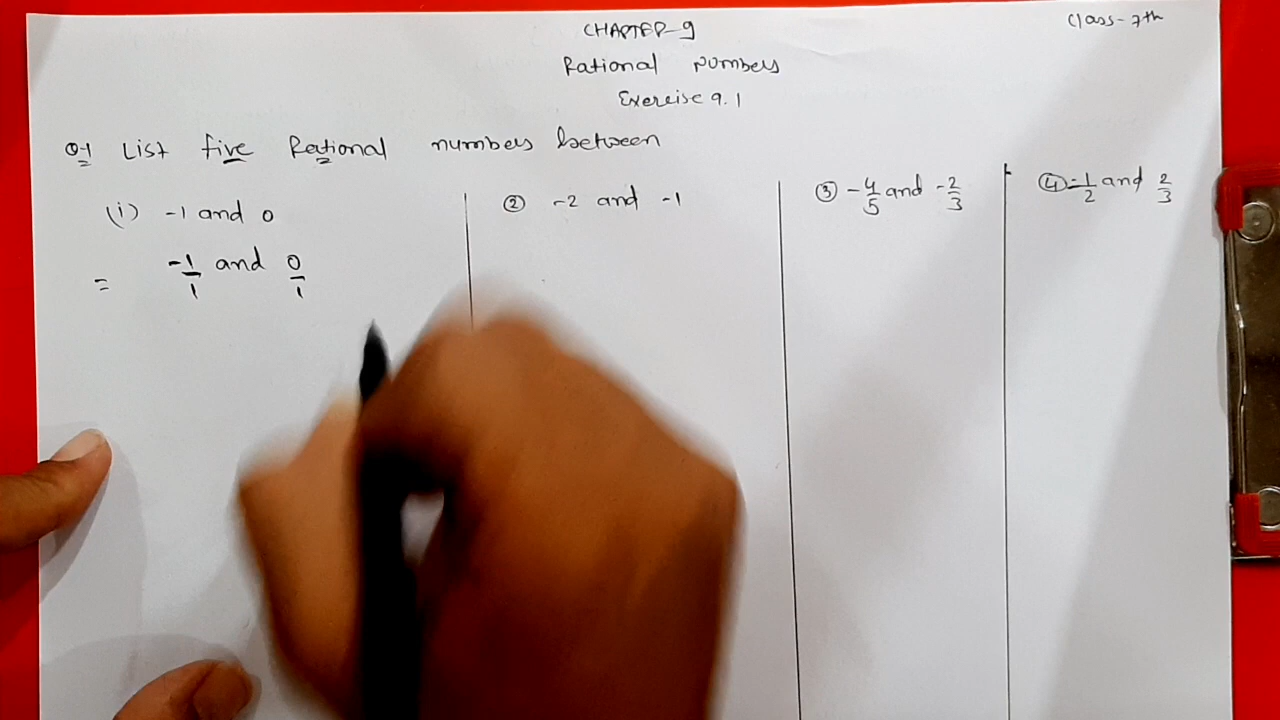 CHAPTER-9
Class-7th
Rational numbers
Exercise 9.1
Q1 List five Rational numbers between
(i) -1 and 0
= -1/1 and 0/1
② -2 and -1
③ -4/5 and -2/3
④ -1/2 and 2/3